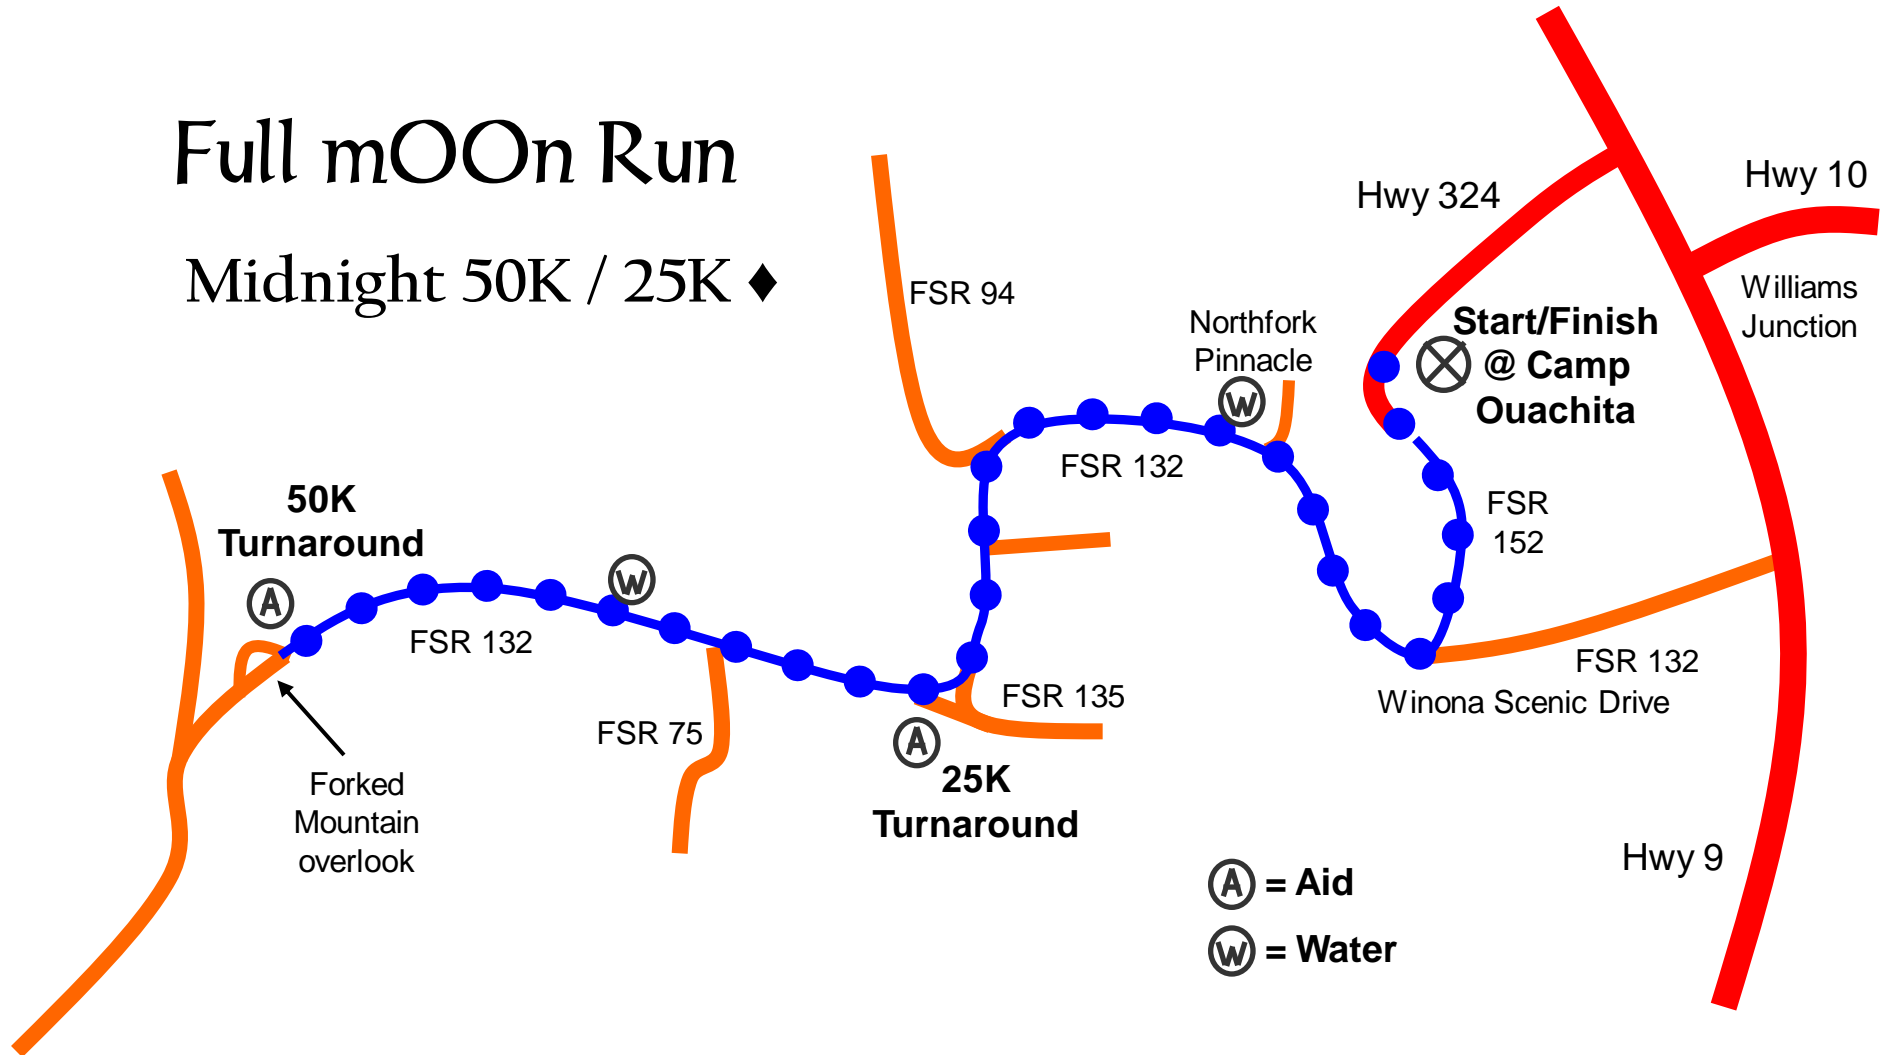 Full mOOn Run
Midnight 50K / 25K ♦
Hwy 324
Hwy 10
Williams
Junction
FSR 94
Northfork
Pinnacle
W
Start/Finish
@ Camp
Ouachita
FSR 132
FSR
152
50K
Turnaround
A
W
FSR 132
FSR 132
Winona Scenic Drive
FSR 135
FSR 75
A
25K
Turnaround
Forked
Mountain
overlook
Hwy 9
A = Aid
W = Water